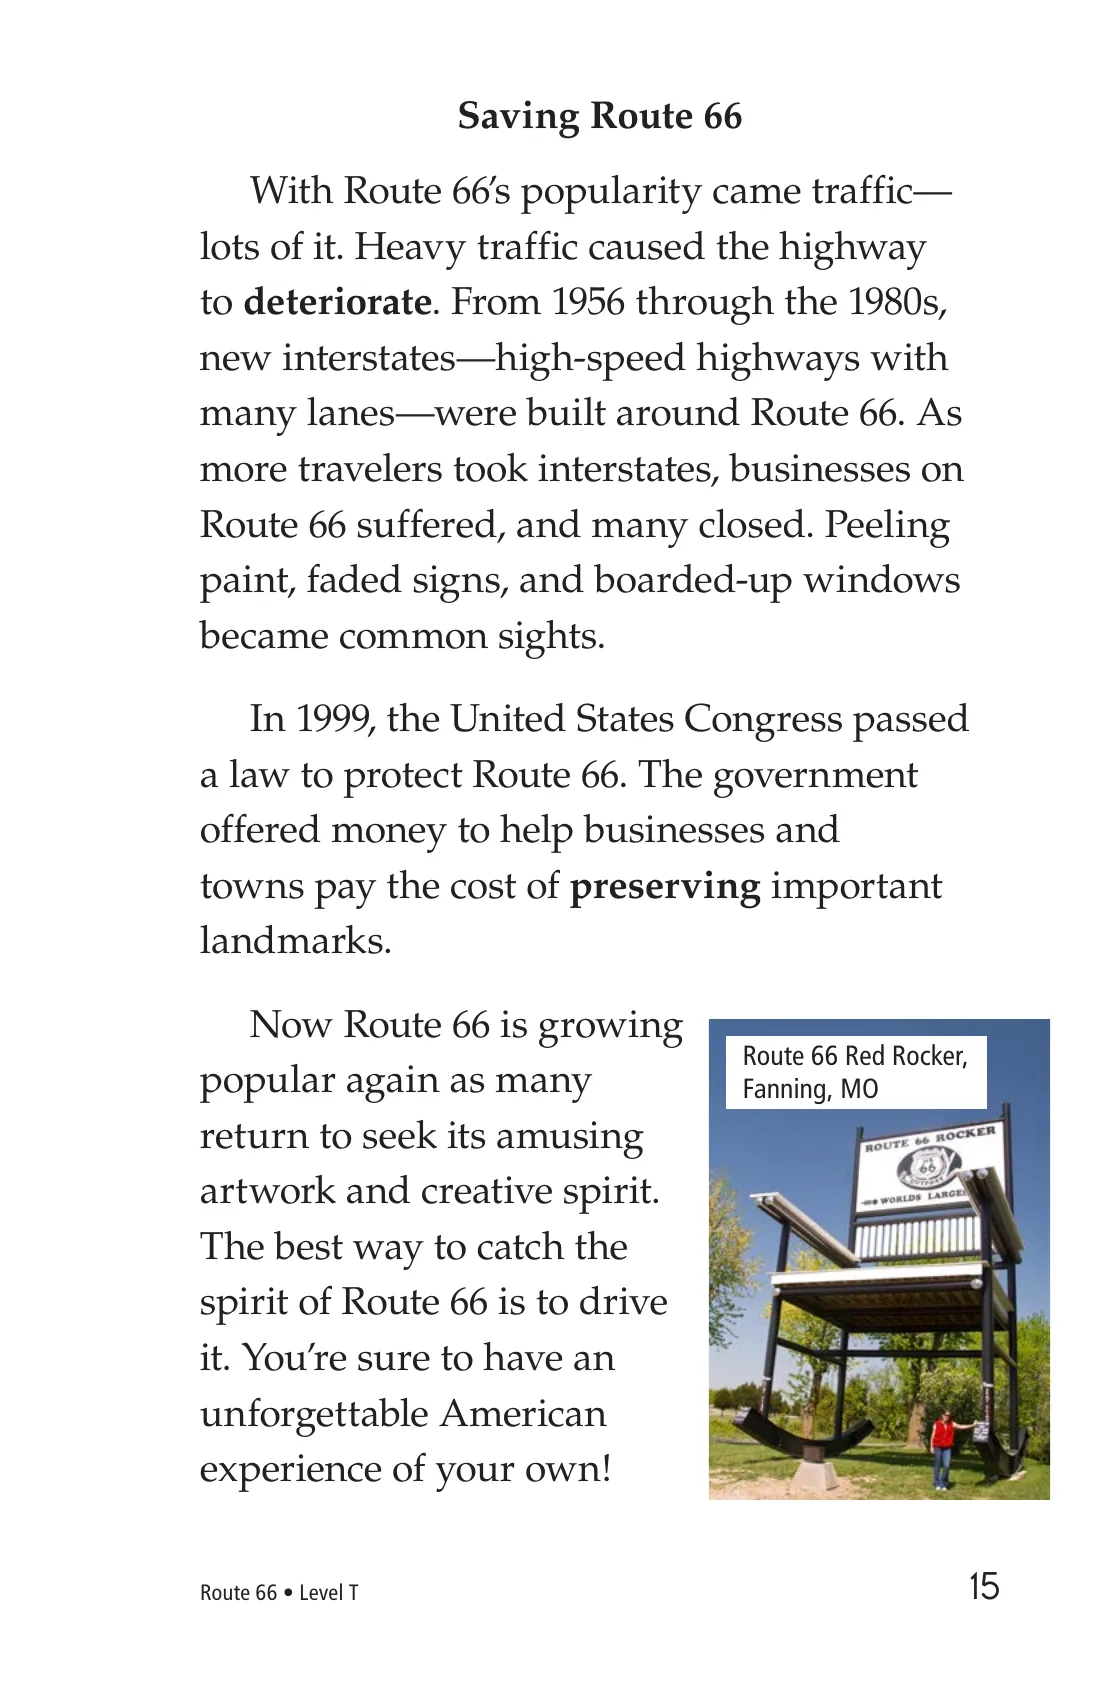 Saving Route 66
With Route 66’s popularity came traffic—
lots of it. Heavy traffic caused the highway
to deteriorate. From 1956 through the 1980s,
new interstates—high-speed highways with
many lanes—were built around Route 66. As
more travelers took interstates, businesses on
Route 66 suffered, and many closed. Peeling
paint, faded signs, and boarded-up windows
became common sights.
In 1999, the United States Congress passed
a law to protect Route 66. The government
offered money to help businesses and
towns pay the cost of preserving important
landmarks.
Now Route 66 is growing
popular again as many
return to seek its amusing
artwork and creative spirit.
The best way to catch the
spirit of Route 66 is to drive
it. You’re sure to have an
unforgettable American
experience of your own!
Route 66 Red Rocker,
Fanning, MO
ROUTE 66 ROCKER
66
OUTPOST
WORLDS LARGE
Route 66 • Level T
15